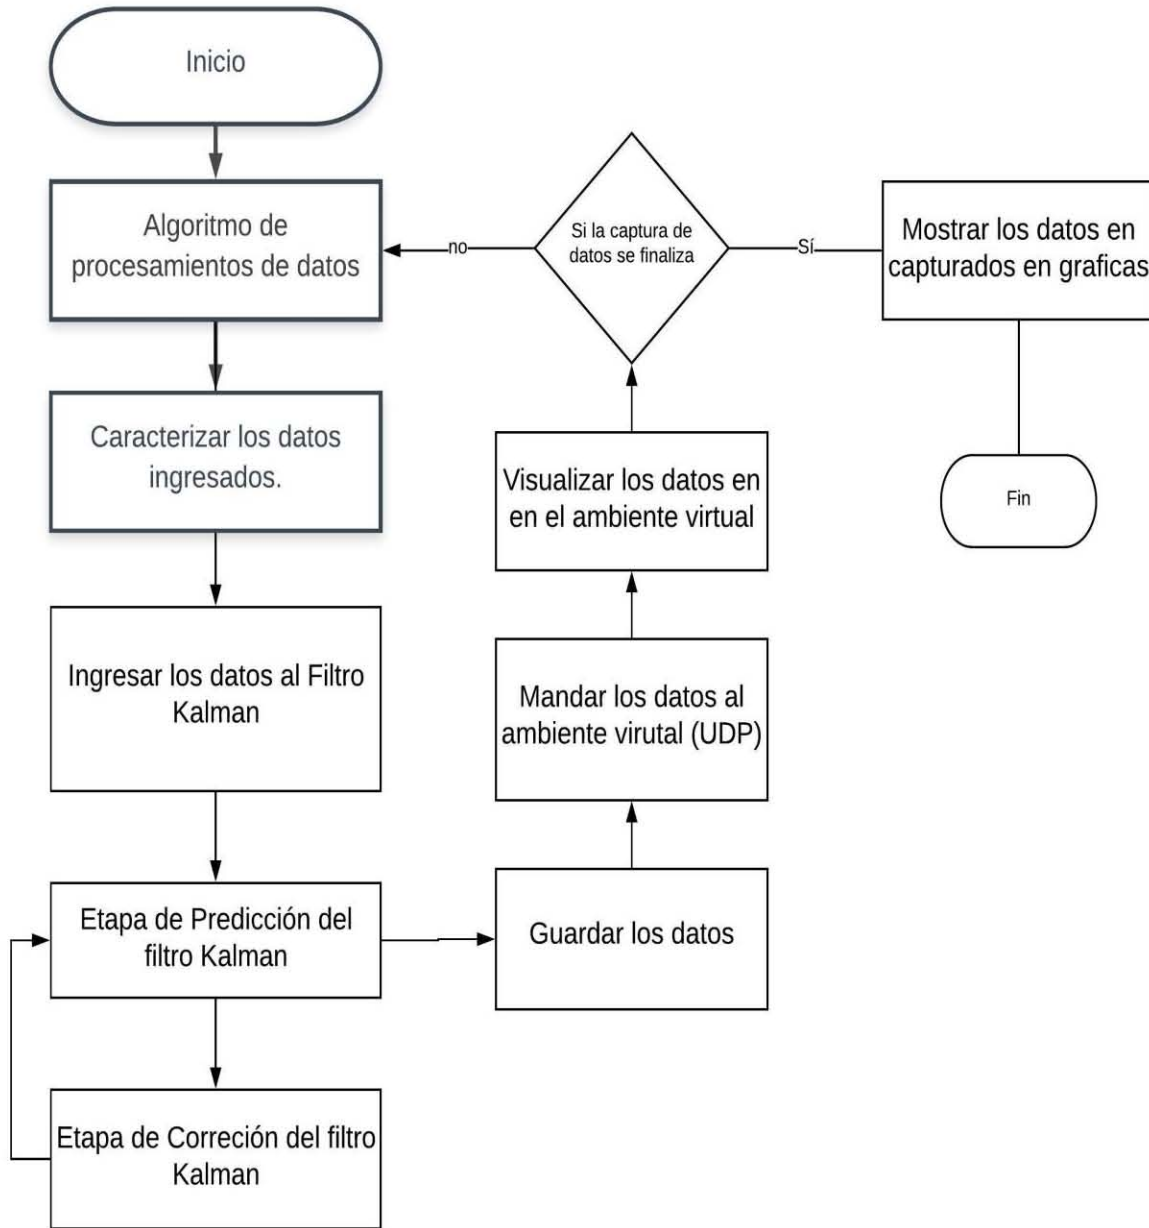 Inicio
Algoritmo de
procesamientos de datos
Caracterizar los datos
ingresados.
Ingresar los datos al Filtro
Kalman
Etapa de Predicción del
filtro Kalman
Etapa de Correción del filtro
Kalman
Guardar los datos
Mandar los datos al
ambiente virutal (UDP)
Visualizar los datos en
en el ambiente virtual
Si la captura de
datos se finaliza
no
Sí
Mostrar los datos en
capturados en graficas
Fin